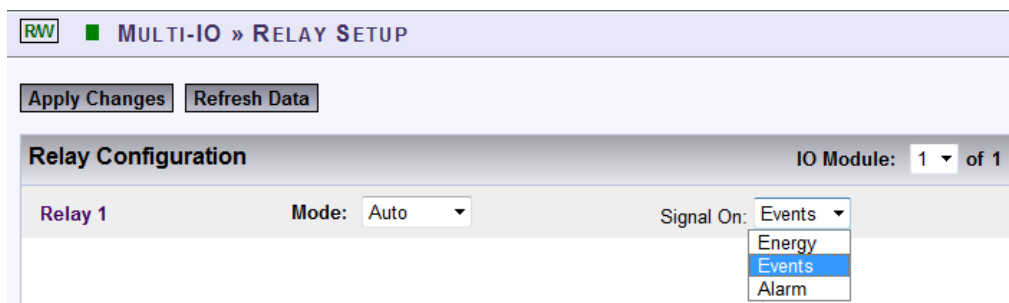 R/W MULTI-IO » RELAY SETUP
Apply Changes Refresh Data
Relay Configuration IO Module: 1 of 1
Relay 1 Mode: Auto Signal On: Events
Energy
Events
Alarm